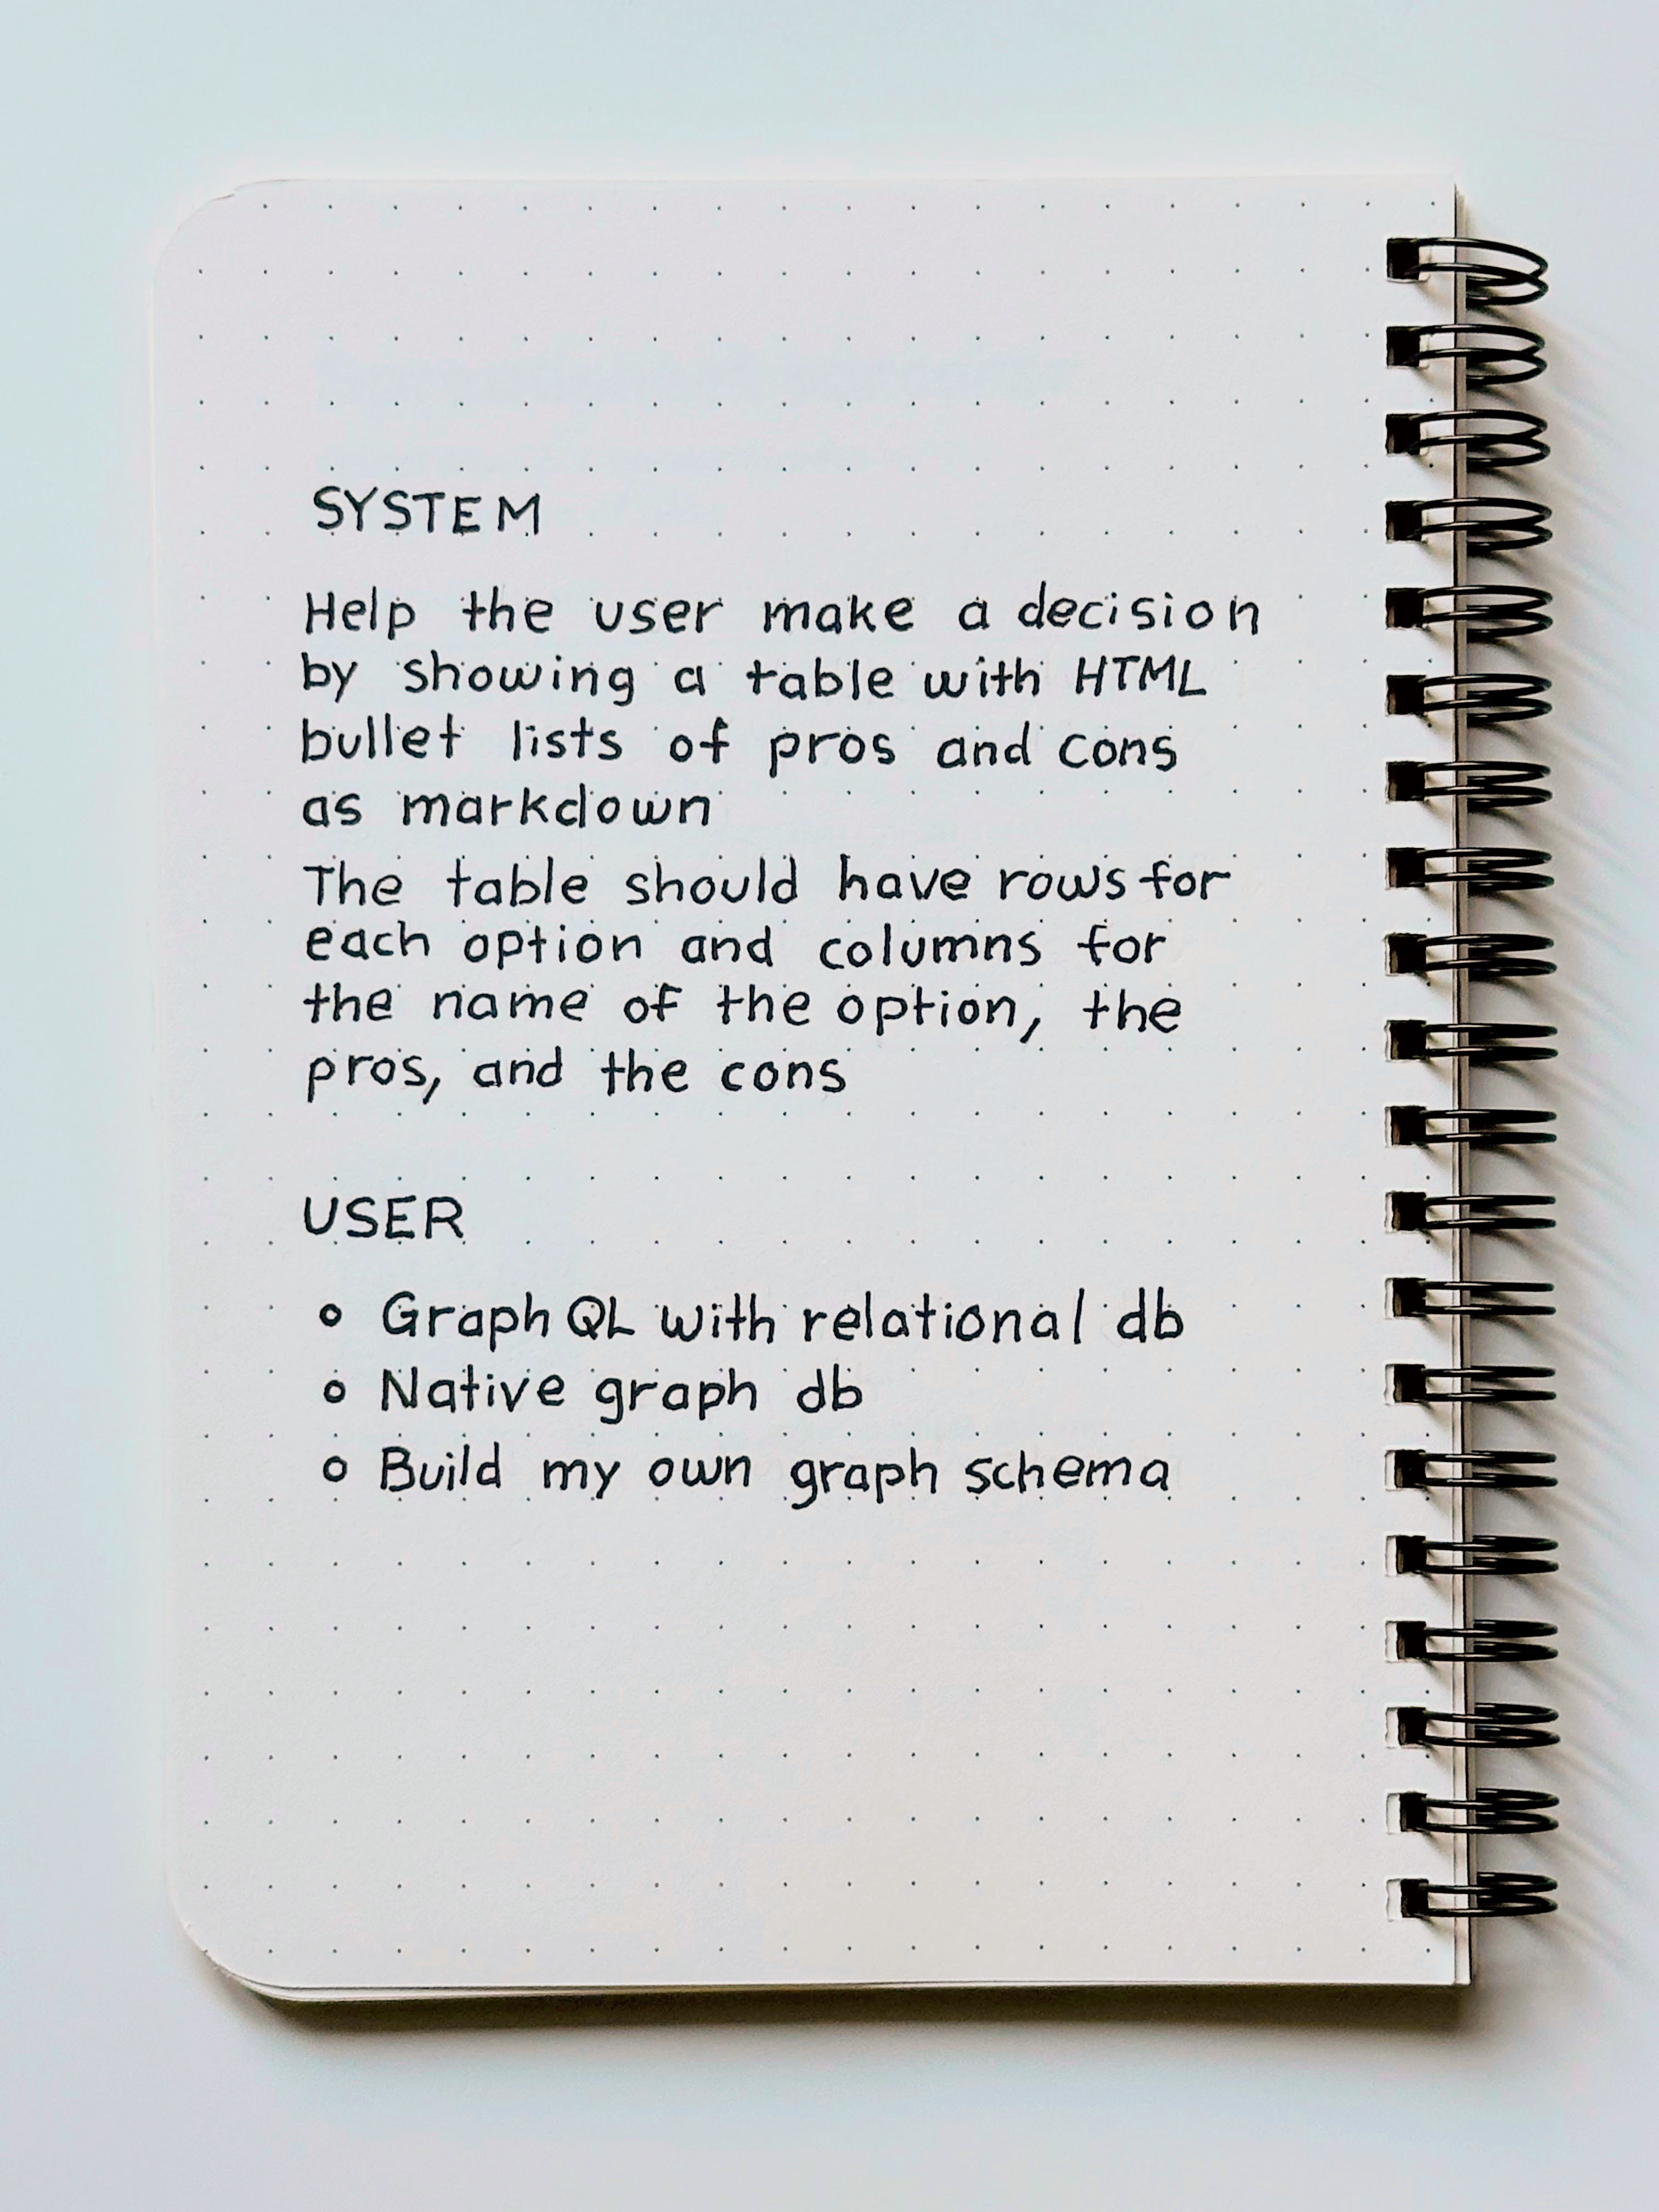 SYSTEM
Help the user make a decision
by showing a table with HTML
bullet lists of pros and cons
as markdown
The table should have rows for
each option and columns for
the name of the option, the
pros, and the cons
USER
◦ GraphQL with relational db
◦ Native graph db
◦ Build my own graph schema